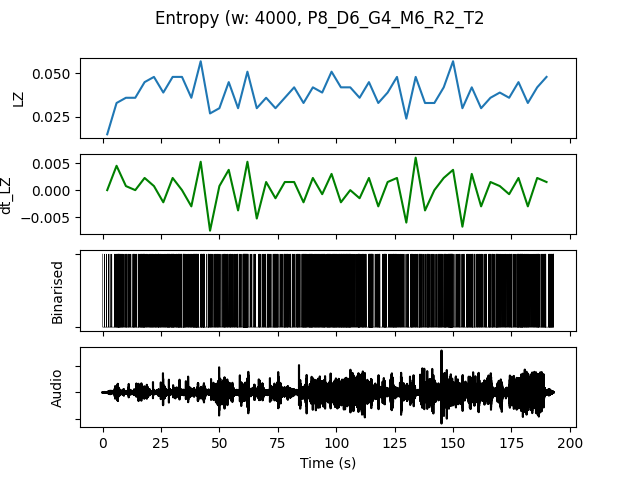 Entropy (w: 4000, P8_D6_G4_M6_R2_T2
LZ
0.050
0.025
dt_LZ
0.005
0.000
−0.005
Binarised
Audio
0 25 50 75 100 125 150 175 200
Time (s)